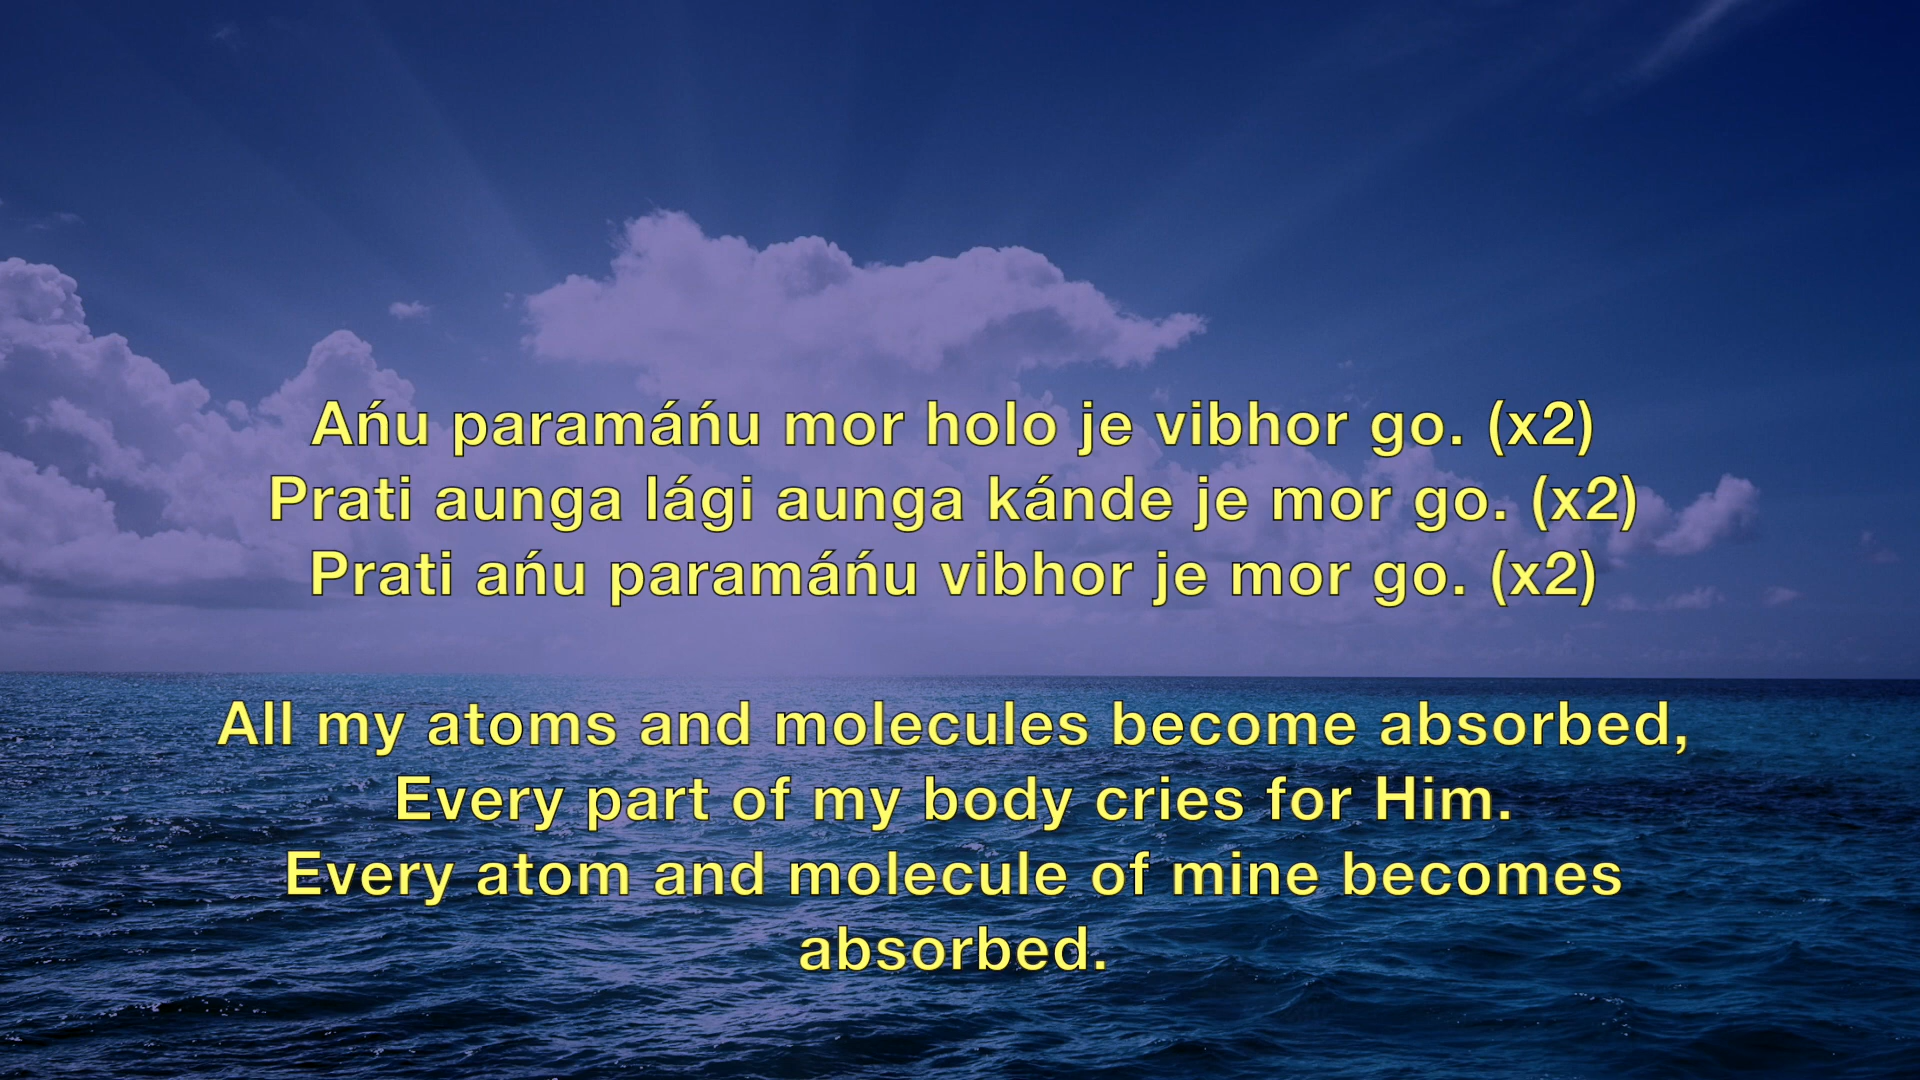 Ańu paramáńu mor holo je vibhor go. (x2)
Prati aunga lági aunga kánde je mor go. (x2)
Prati ańu paramáńu vibhor je mor go. (x2)
All my atoms and molecules become absorbed,
Every part of my body cries for Him.
Every atom and molecule of mine becomes
absorbed.